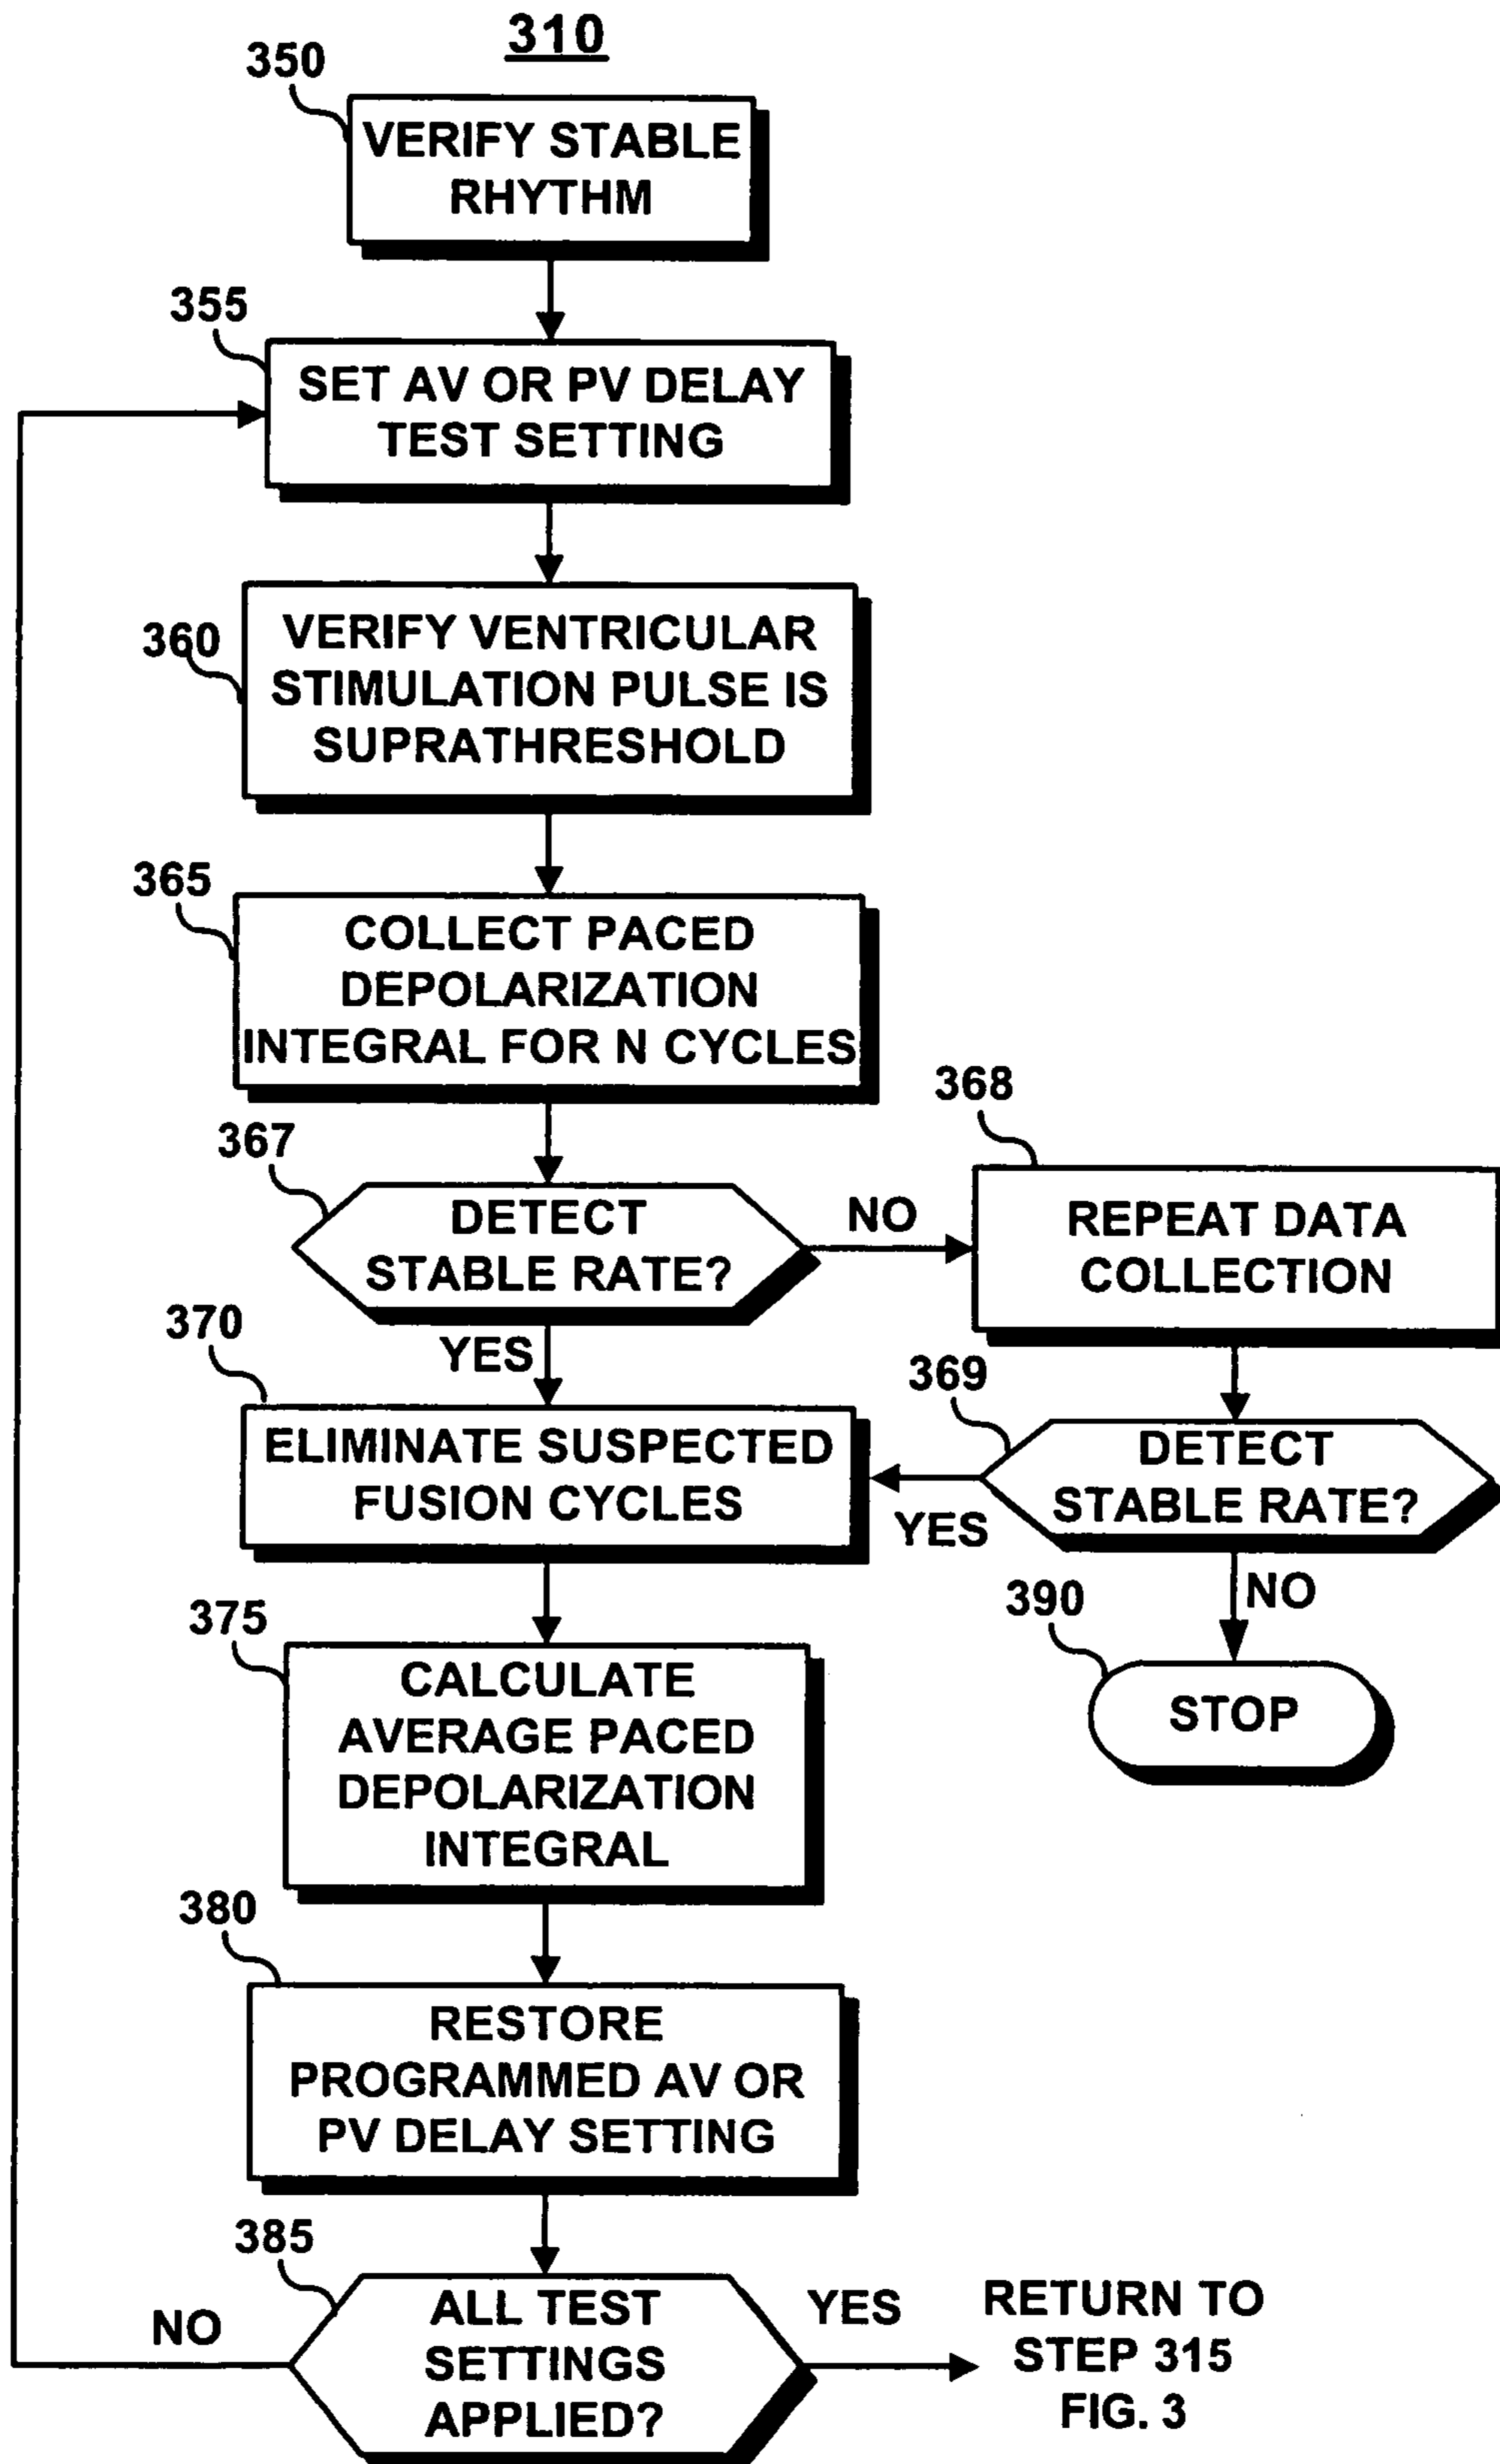 310
350
VERIFY STABLE
RHYTHM
355
SET AV OR PV DELAY
TEST SETTING
360
VERIFY VENTRICULAR
STIMULATION PULSE IS
SUPRATHRESHOLD
365
COLLECT PACED
DEPOLARIZATION
INTEGRAL FOR N CYCLES
367
DETECT
STABLE RATE?
NO
368
REPEAT DATA
COLLECTION
YES
369
DETECT
STABLE RATE?
YES
NO
390
STOP
370
ELIMINATE SUSPECTED
FUSION CYCLES
375
CALCULATE
AVERAGE PACED
DEPOLARIZATION
INTEGRAL
380
RESTORE
PROGRAMMED AV OR
PV DELAY SETTING
385
ALL TEST
SETTINGS
APPLIED?
NO
YES
RETURN TO
STEP 315
FIG. 3